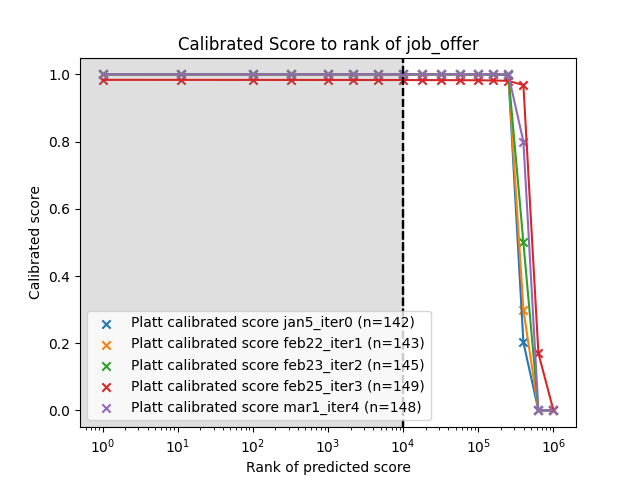 Calibrated Score to rank of job_offer
Calibrated score
1.0
0.8
0.6
0.4
0.2
0.0
Platt calibrated score jan5_iter0 (n=142)
Platt calibrated score feb22_iter1 (n=143)
Platt calibrated score feb23_iter2 (n=145)
Platt calibrated score feb25_iter3 (n=149)
Platt calibrated score mar1_iter4 (n=148)
10⁰ 10¹ 10² 10³ 10⁴ 10⁵ 10⁶
Rank of predicted score